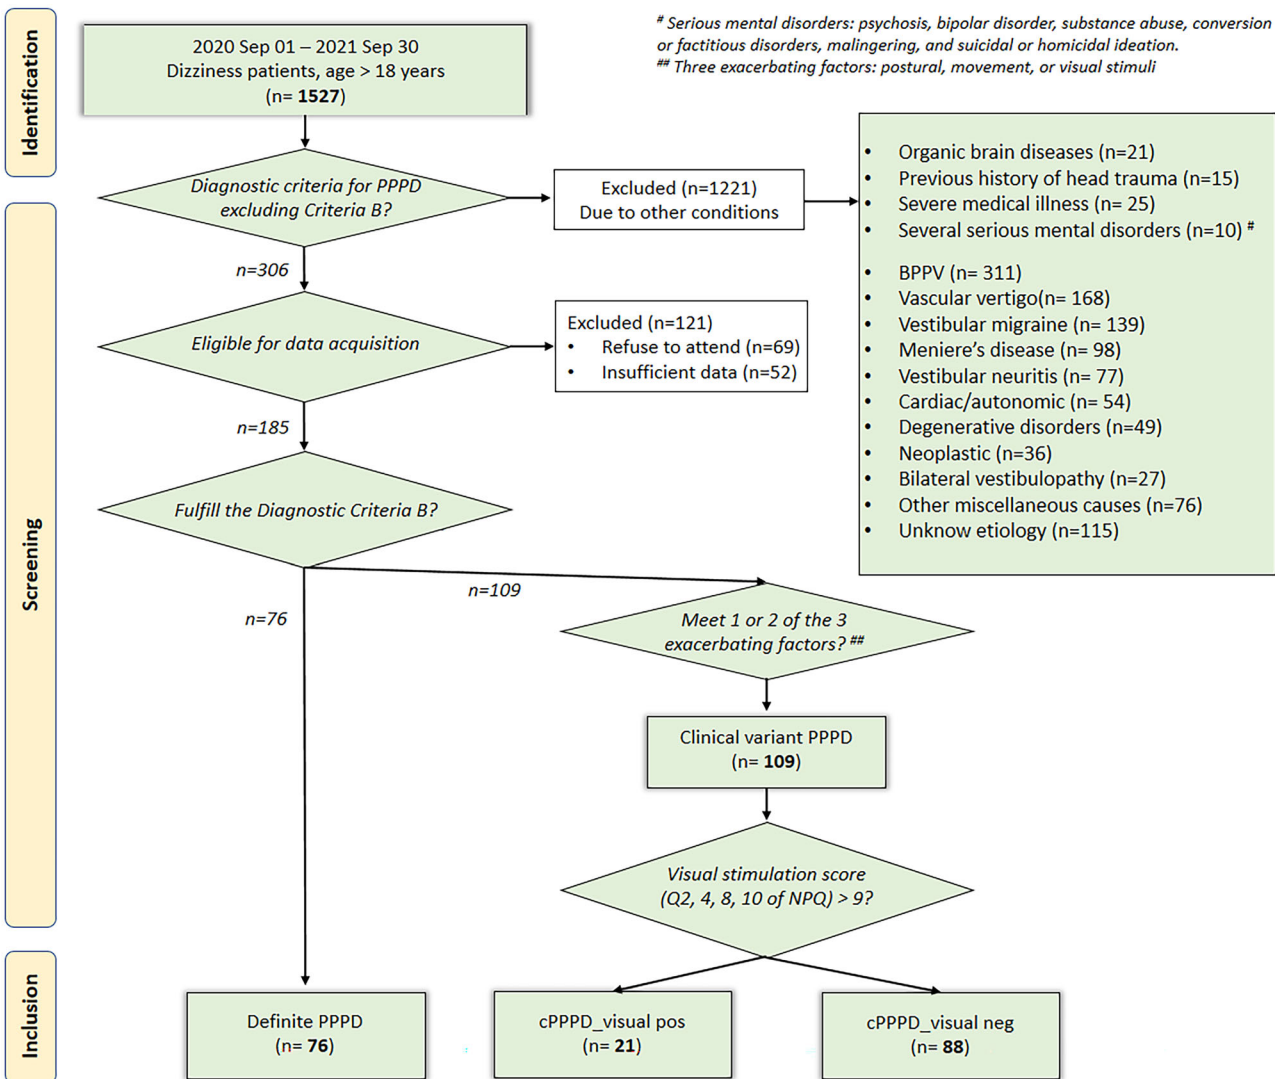 # Serious mental disorders: psychosis, bipolar disorder, substance abuse, conversion
or factitious disorders, malingering, and suicidal or homicidal ideation.
## Three exacerbating factors: postural, movement, or visual stimuli
Identification
2020 Sep 01 – 2021 Sep 30
Dizziness patients, age > 18 years
(n= 1527)
Diagnostic criteria for PPPD
excluding Criteria B?
Excluded (n=1221)
Due to other conditions
• Organic brain diseases (n=21)
• Previous history of head trauma (n=15)
• Severe medical illness (n= 25)
• Several serious mental disorders (n=10) #
• BPPV (n= 311)
• Vascular vertigo(n= 168)
• Vestibular migraine (n= 139)
• Meniere's disease (n= 98)
• Vestibular neuritis (n= 77)
• Cardiac/autonomic (n= 54)
• Degenerative disorders (n=49)
• Neoplastic (n=36)
• Bilateral vestibulopathy (n=27)
• Other miscellaneous causes (n=76)
• Unknow etiology (n=115)
n=306
Screening
Eligible for data acquisition
Excluded (n=121)
• Refuse to attend (n=69)
• Insufficient data (n=52)
n=185
Fulfill the Diagnostic Criteria B?
n=109
n=76
Meet 1 or 2 of the 3
exacerbating factors? ##
Clinical variant PPPD
(n= 109)
Visual stimulation score
(Q2, 4, 8, 10 of NPQ) > 9?
Inclusion
Definite PPPD
(n= 76)
cPPPD_visual pos
(n= 21)
cPPPD_visual neg
(n= 88)